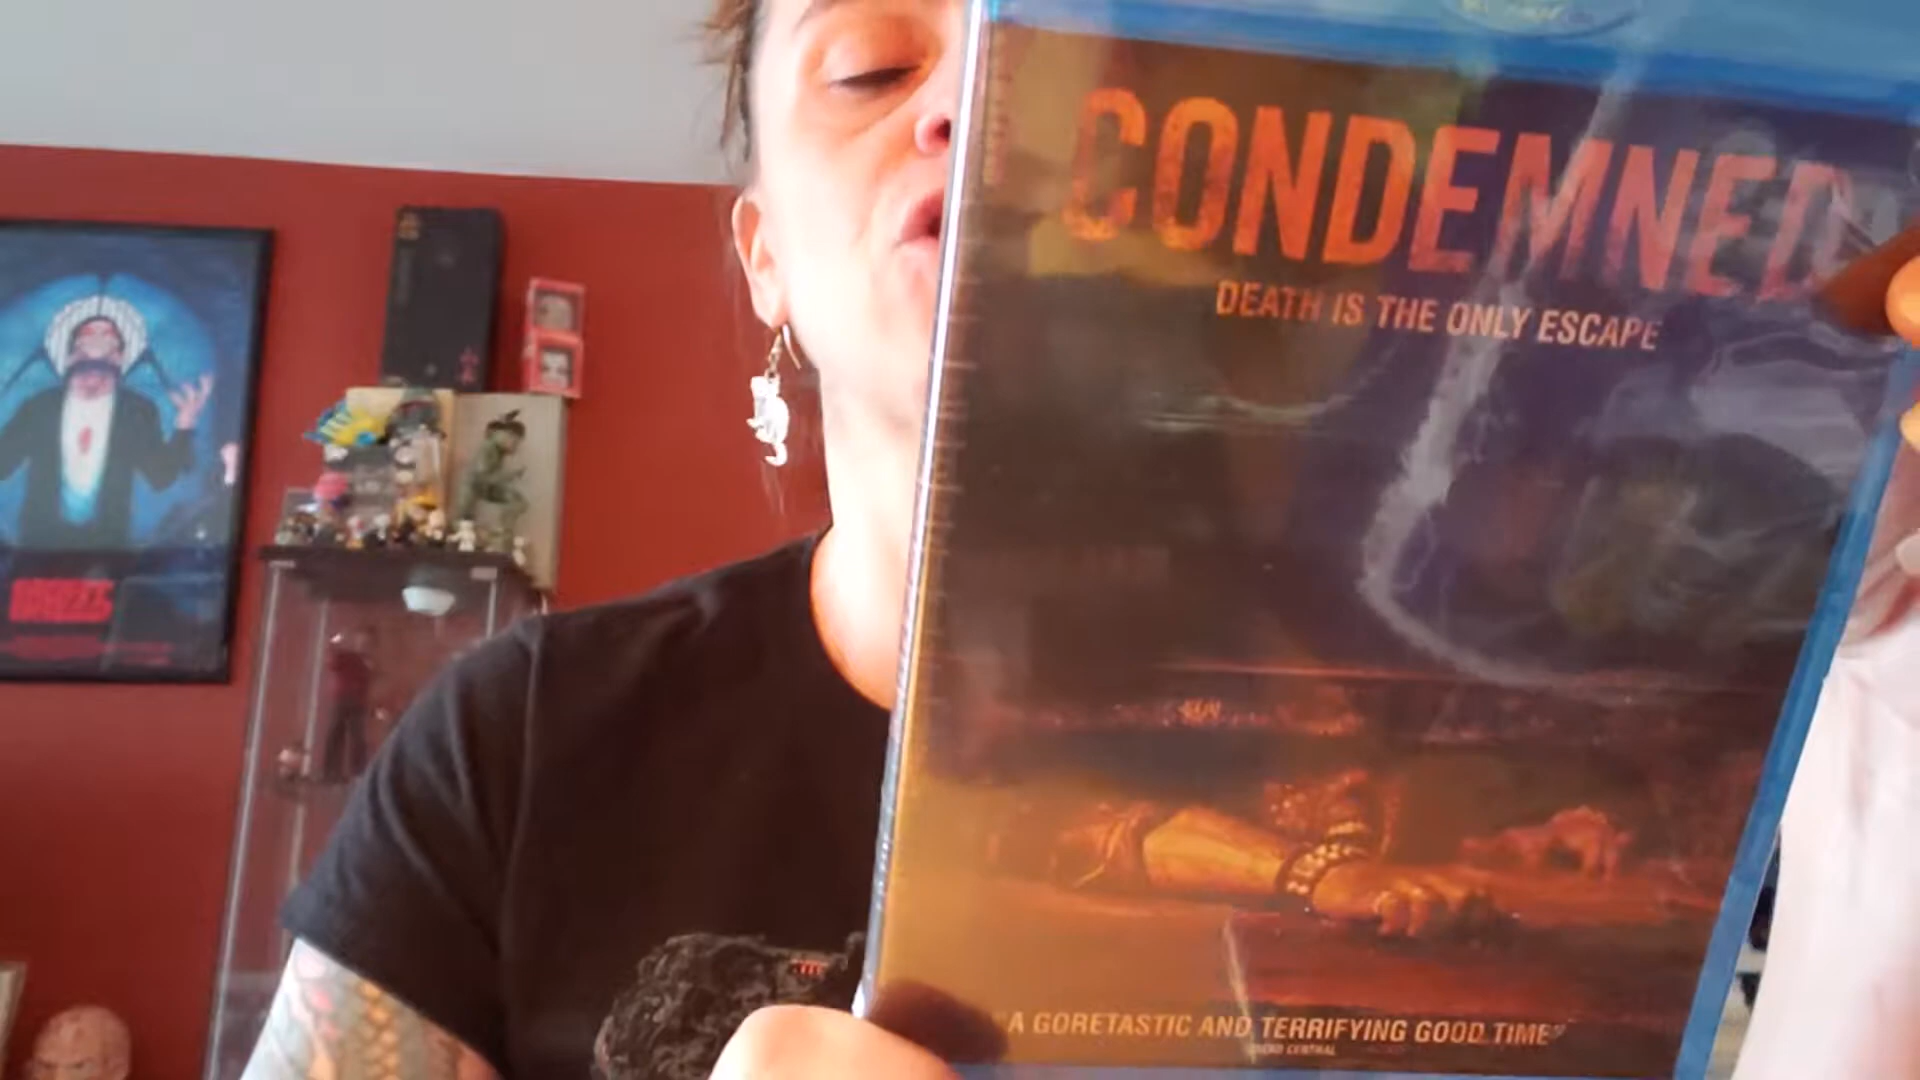 CONDEMNED
DEATH IS THE ONLY ESCAPE
"A GORETASTIC AND TERRIFYING GOOD TIME"